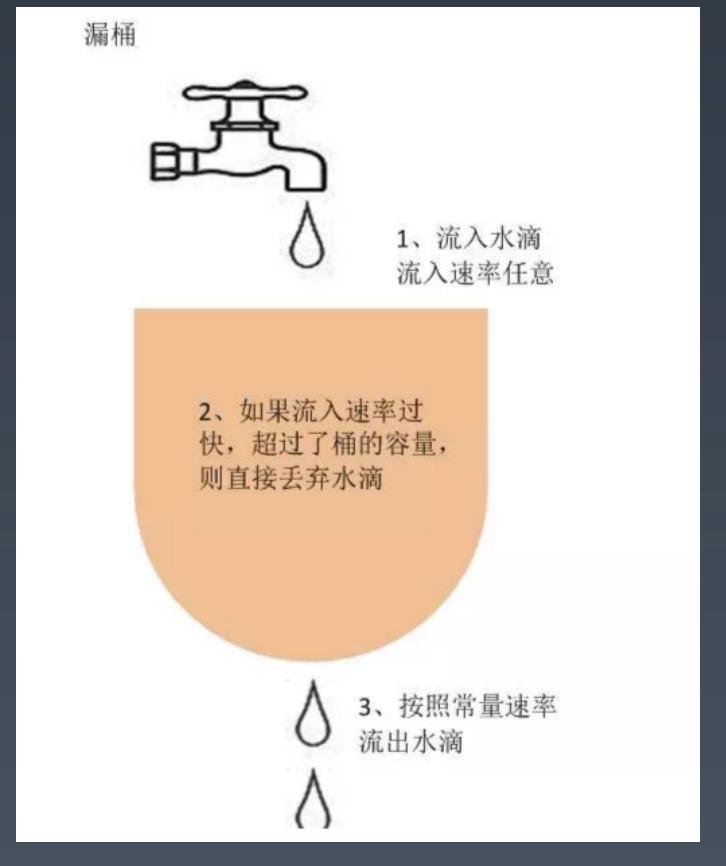 漏桶
1、流入水滴
流入速率任意
2、如果流入速率过
快，超过了桶的容量，
则直接丢弃水滴
3、按照常量速率
流出水滴